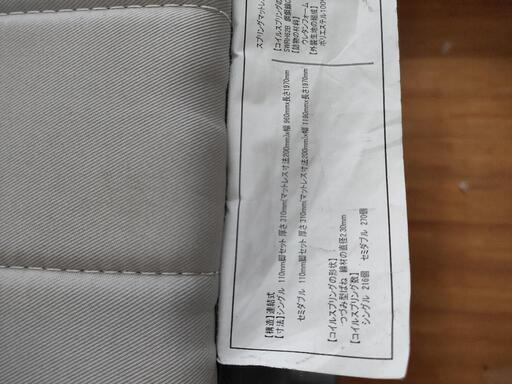 スプリングマットレ
【コイルスプリングの
SWRH62B 鋼鋼線
【詰物の材料】
ウレタンフォーム
【外装生地の組成】
ポリエステル100
【構造】連結式
【寸法】シングル 110mm脚セット 厚さ310mm(マットレス寸法200mm)x幅 960mmx長さ1970mm
セミダブル 110mm脚セット 厚さ310mm(マットレス寸法200mm)x幅 1180mmx長さ1970mm
【コイルスプリングの形状】
つづみ型ばね 線材の直径2.30mm
【コイルスプリング数】
シングル 216個 セミダブル 270個